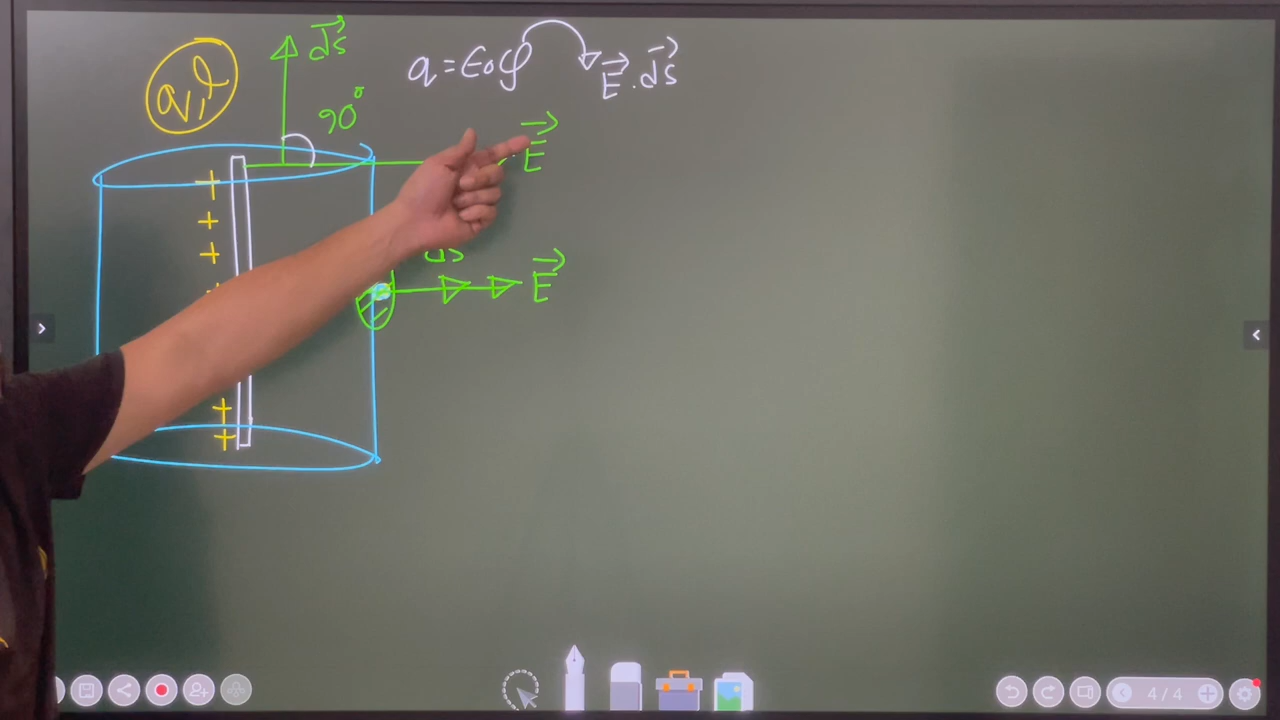 q,l
ds
90°
q = ε0φ
E.ds
E
ds
E
+
+
+
+
+
4/4